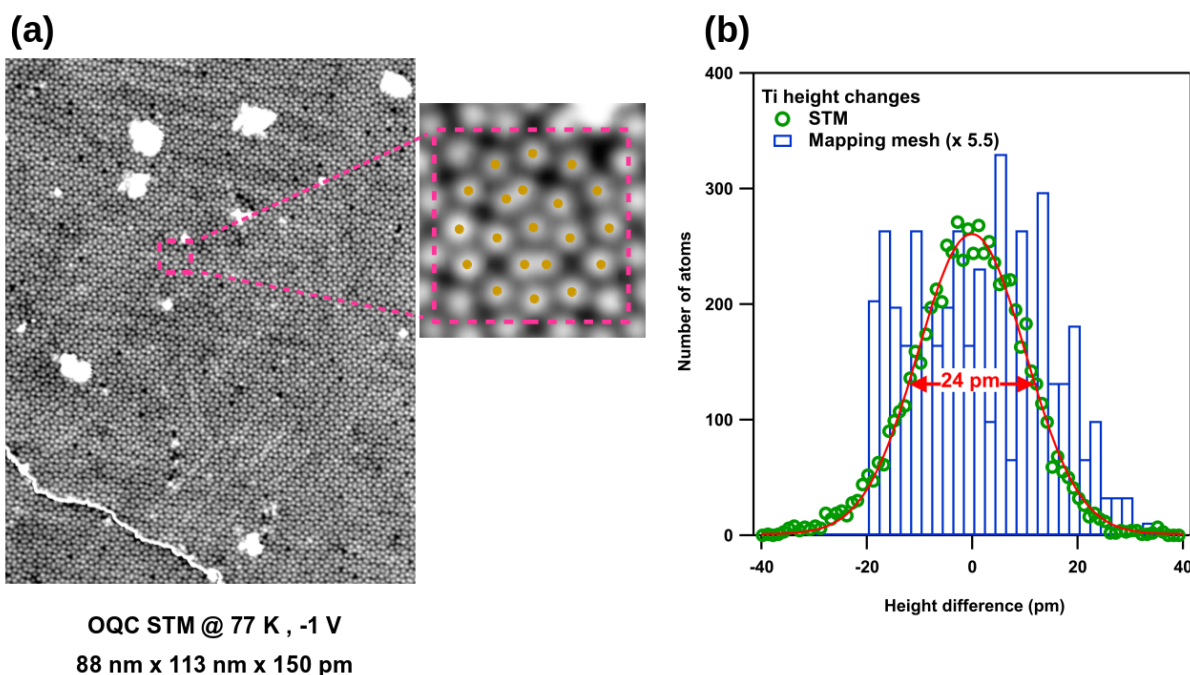 (a)
OQC STM @ 77 K , -1 V
88 nm x 113 nm x 150 pm
(b)
Ti height changes
STM
Mapping mesh (x 5.5)
24 pm
Number of atoms
400
300
200
100
0
-40
-20
0
20
40
Height difference (pm)